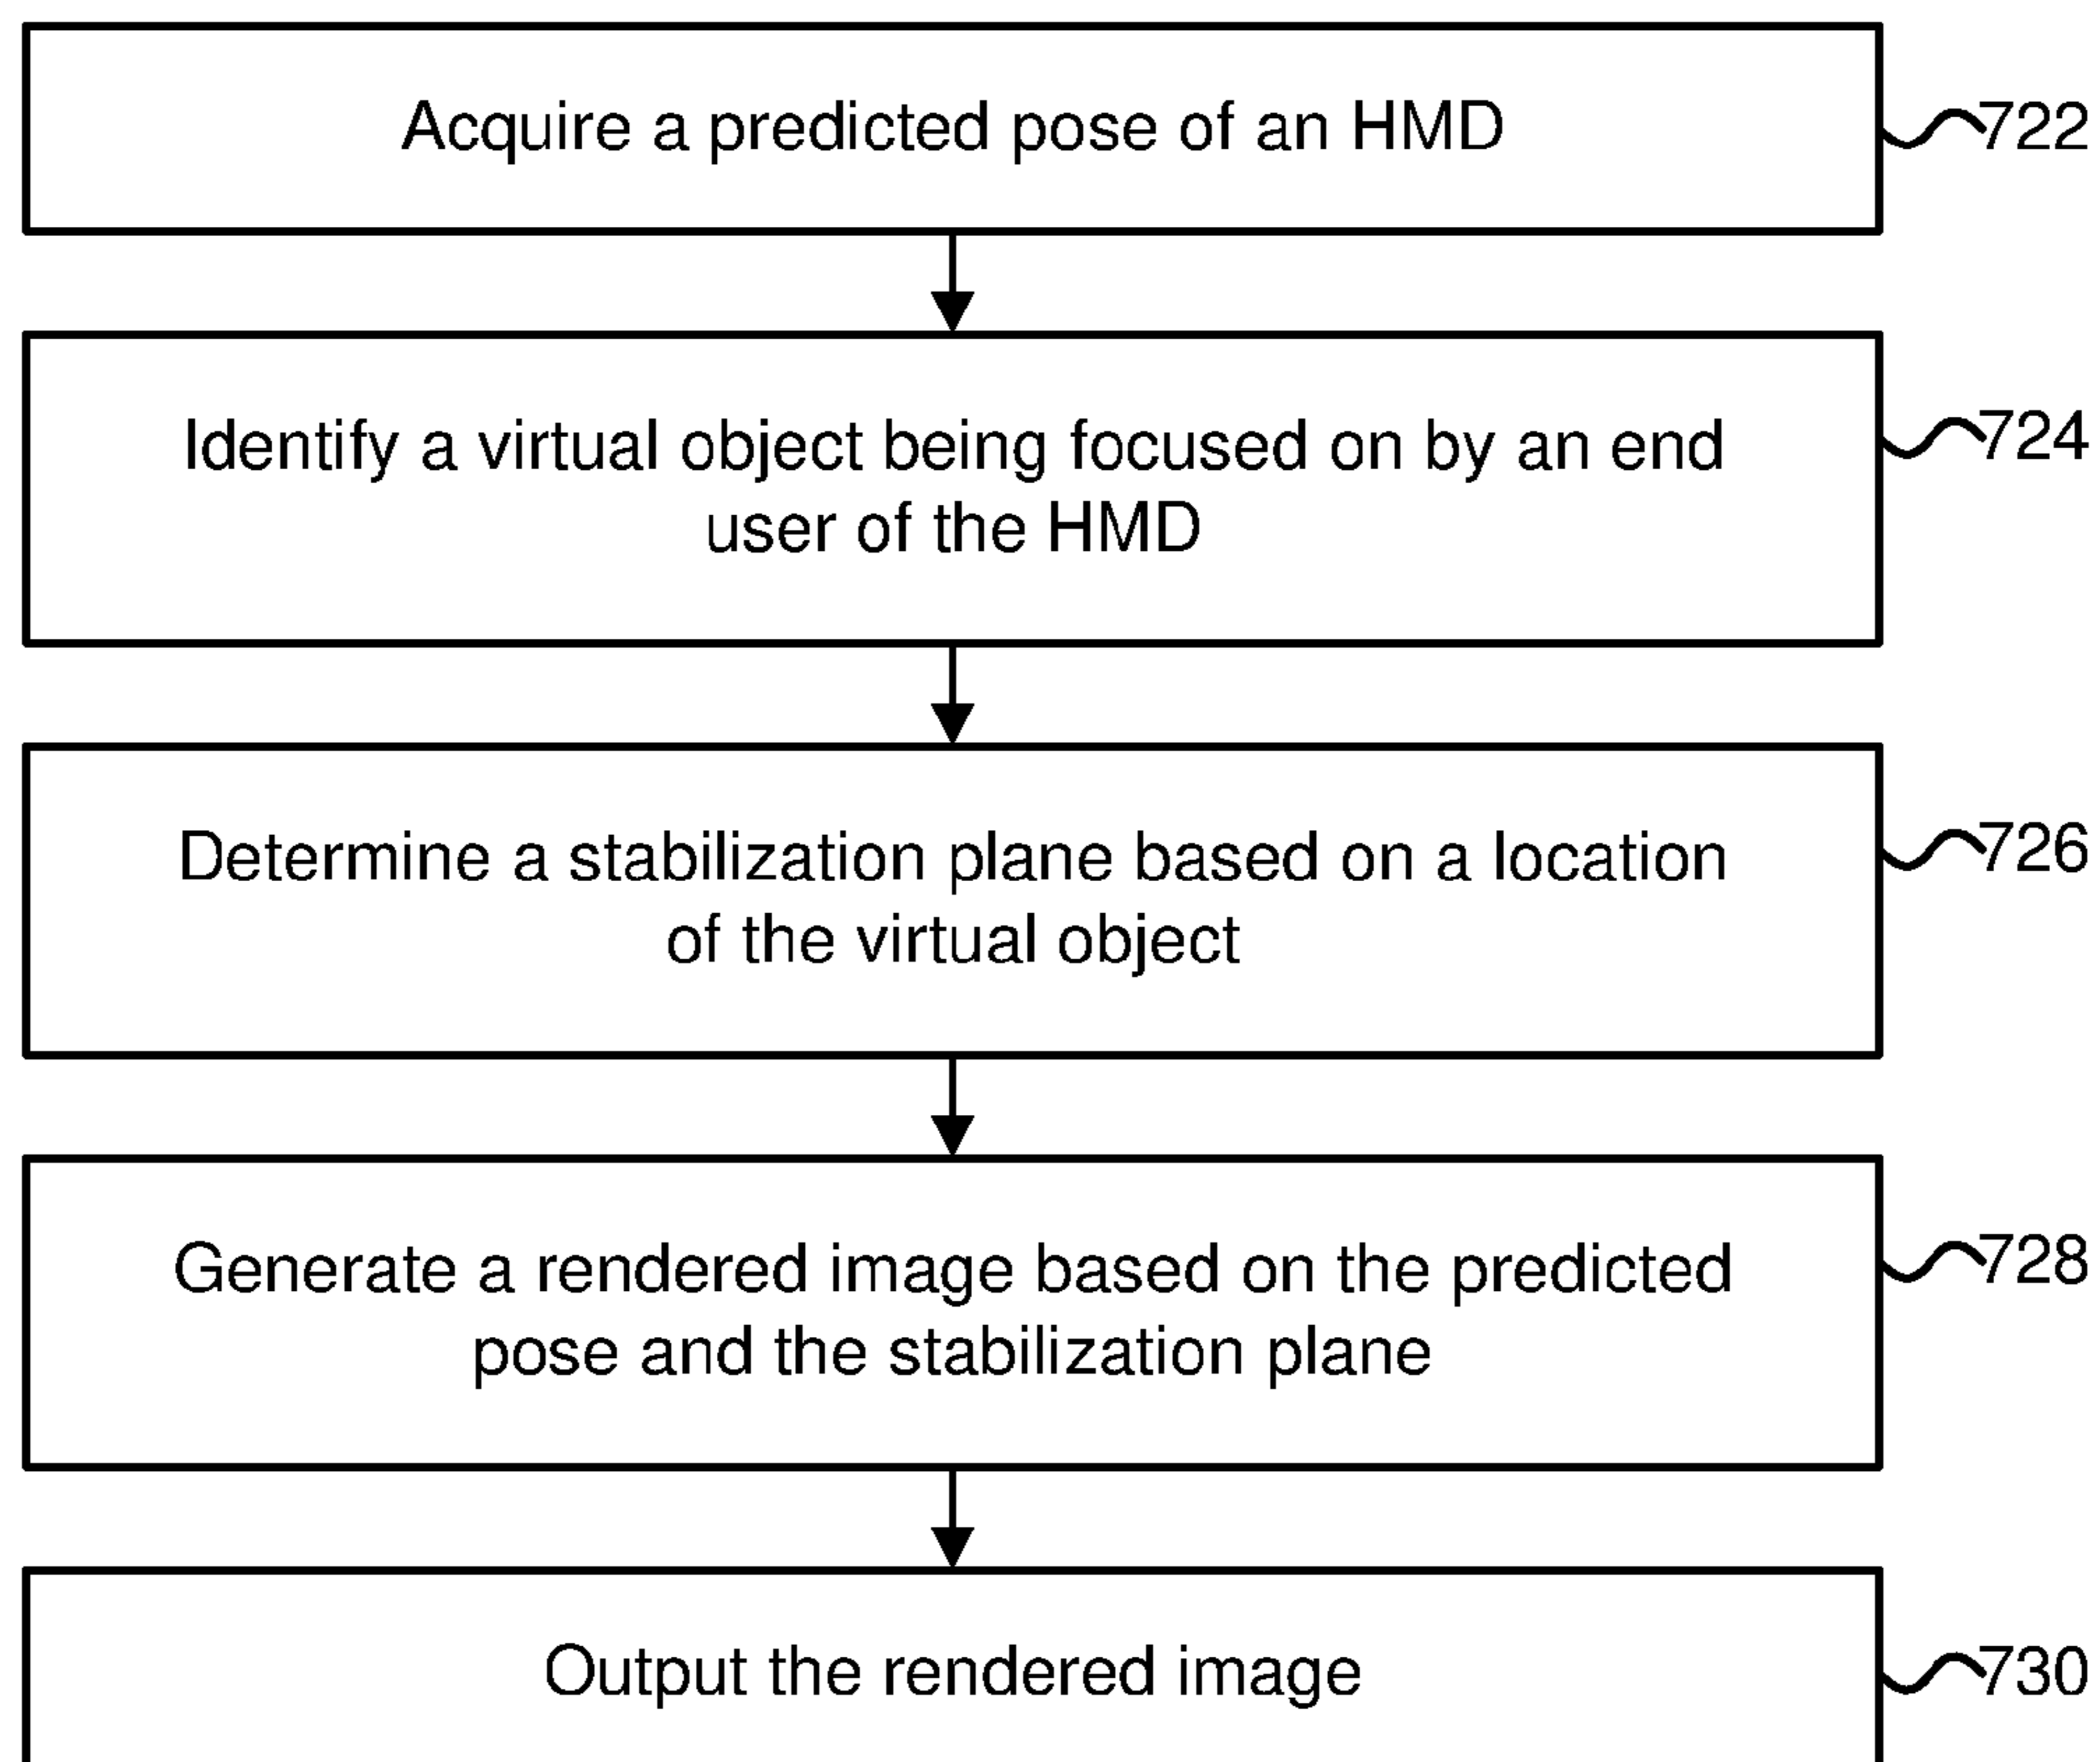 Acquire a predicted pose of an HMD
722
Identify a virtual object being focused on by an end
user of the HMD
724
Determine a stabilization plane based on a location
of the virtual object
726
Generate a rendered image based on the predicted
pose and the stabilization plane
728
Output the rendered image
730